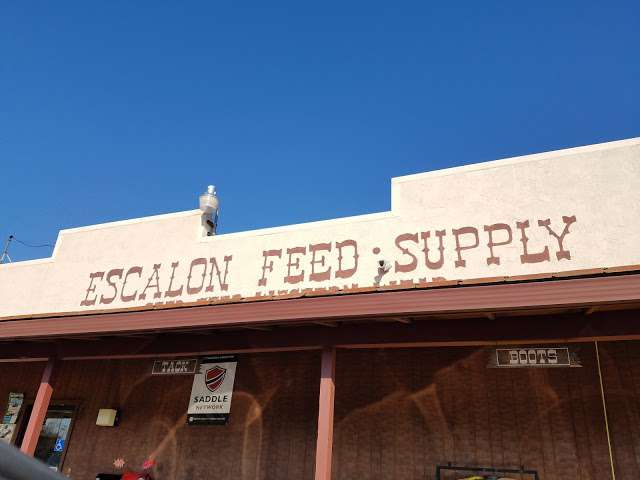 ESCALON FEED · SUPPLY
TACK
SADDLE
NETWORK
BOOTS